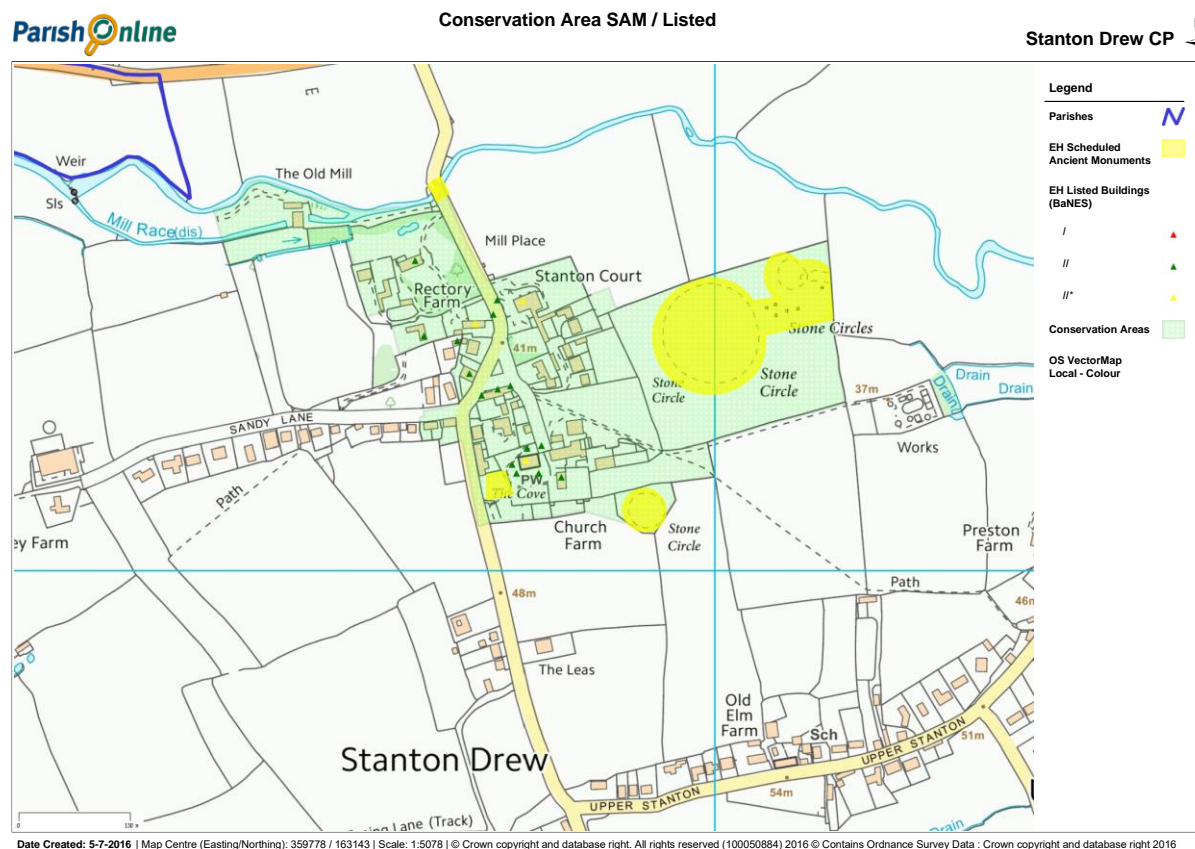 Parish Online
Conservation Area SAM / Listed
Stanton Drew CP
Legend
Parishes
EH Scheduled
Ancient Monuments
EH Listed Buildings
(BaNES)
I
II
II*
Conservation Areas
OS VectorMap
Local - Colour
E
Weir
Sls
The Old Mill
Mill Race(dis)
Mill Place
Stanton Court
Rectory
Farm
41m
Stone Circles
Stone
Circle
Stone
Circle
37m
Drain
Drain
Drain
Works
SANDY LANE
Path
PW
The Cove
Church
Farm
Stone
Circle
ey Farm
Preston
Farm
Path
46m
48m
The Leas
Old
Elm
Farm
Sch
UPPER STANTON
51m
Stanton Drew
54m
UPPER STANTON
Lane (Track)
Drain
0
130 m
Date Created: 5-7-2016 | Map Centre (Easting/Northing): 359778 / 163143 | Scale: 1:5078 | © Crown copyright and database right. All rights reserved (100050884) 2016 © Contains Ordnance Survey Data : Crown copyright and database right 2016